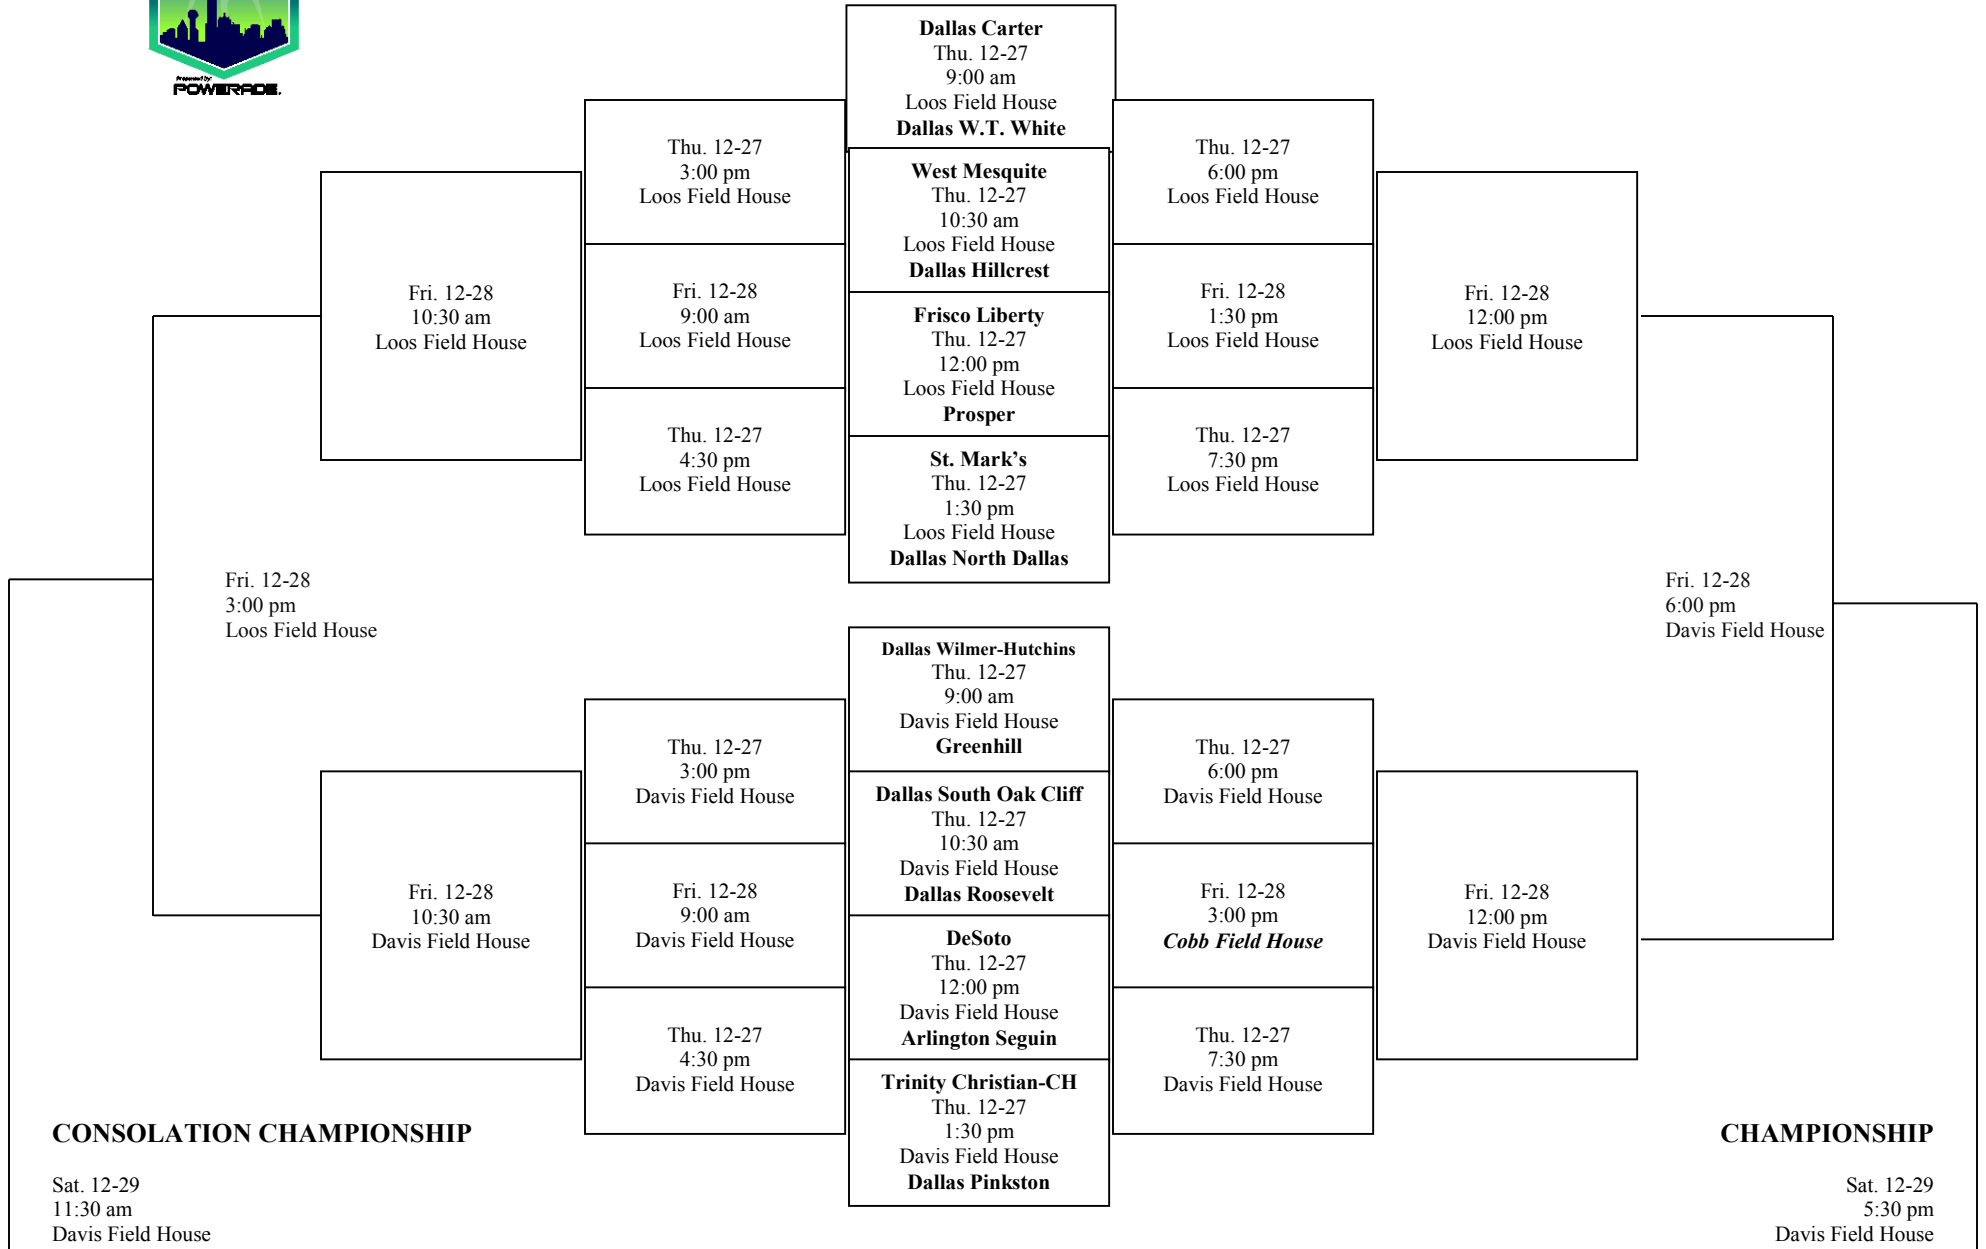 Presented by:
POWERADE.
Dallas Carter
Thu. 12-27
9:00 am
Loos Field House
Dallas W.T. White
West Mesquite
Thu. 12-27
10:30 am
Loos Field House
Dallas Hillcrest
Frisco Liberty
Thu. 12-27
12:00 pm
Loos Field House
Prosper
St. Mark's
Thu. 12-27
1:30 pm
Loos Field House
Dallas North Dallas
Thu. 12-27
3:00 pm
Loos Field House
Fri. 12-28
9:00 am
Loos Field House
Thu. 12-27
4:30 pm
Loos Field House
Thu. 12-27
6:00 pm
Loos Field House
Fri. 12-28
1:30 pm
Loos Field House
Thu. 12-27
7:30 pm
Loos Field House
Fri. 12-28
10:30 am
Loos Field House
Fri. 12-28
12:00 pm
Loos Field House
Fri. 12-28
3:00 pm
Loos Field House
Fri. 12-28
6:00 pm
Davis Field House
Dallas Wilmer-Hutchins
Thu. 12-27
9:00 am
Davis Field House
Greenhill
Dallas South Oak Cliff
Thu. 12-27
10:30 am
Davis Field House
Dallas Roosevelt
DeSoto
Thu. 12-27
12:00 pm
Davis Field House
Arlington Seguin
Trinity Christian-CH
Thu. 12-27
1:30 pm
Davis Field House
Dallas Pinkston
Thu. 12-27
3:00 pm
Davis Field House
Fri. 12-28
9:00 am
Davis Field House
Thu. 12-27
4:30 pm
Davis Field House
Thu. 12-27
6:00 pm
Davis Field House
Fri. 12-28
3:00 pm
Cobb Field House
Thu. 12-27
7:30 pm
Davis Field House
Fri. 12-28
10:30 am
Davis Field House
Fri. 12-28
12:00 pm
Davis Field House
CONSOLATION CHAMPIONSHIP
Sat. 12-29
11:30 am
Davis Field House
CHAMPIONSHIP
Sat. 12-29
5:30 pm
Davis Field House